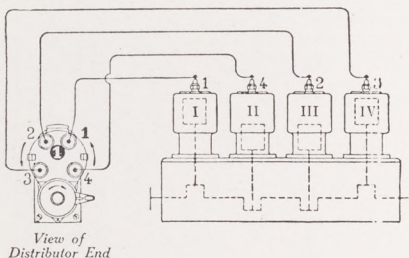 1 4 2 3
I II III IV
2 1
1
3 4
View of
Distributor End